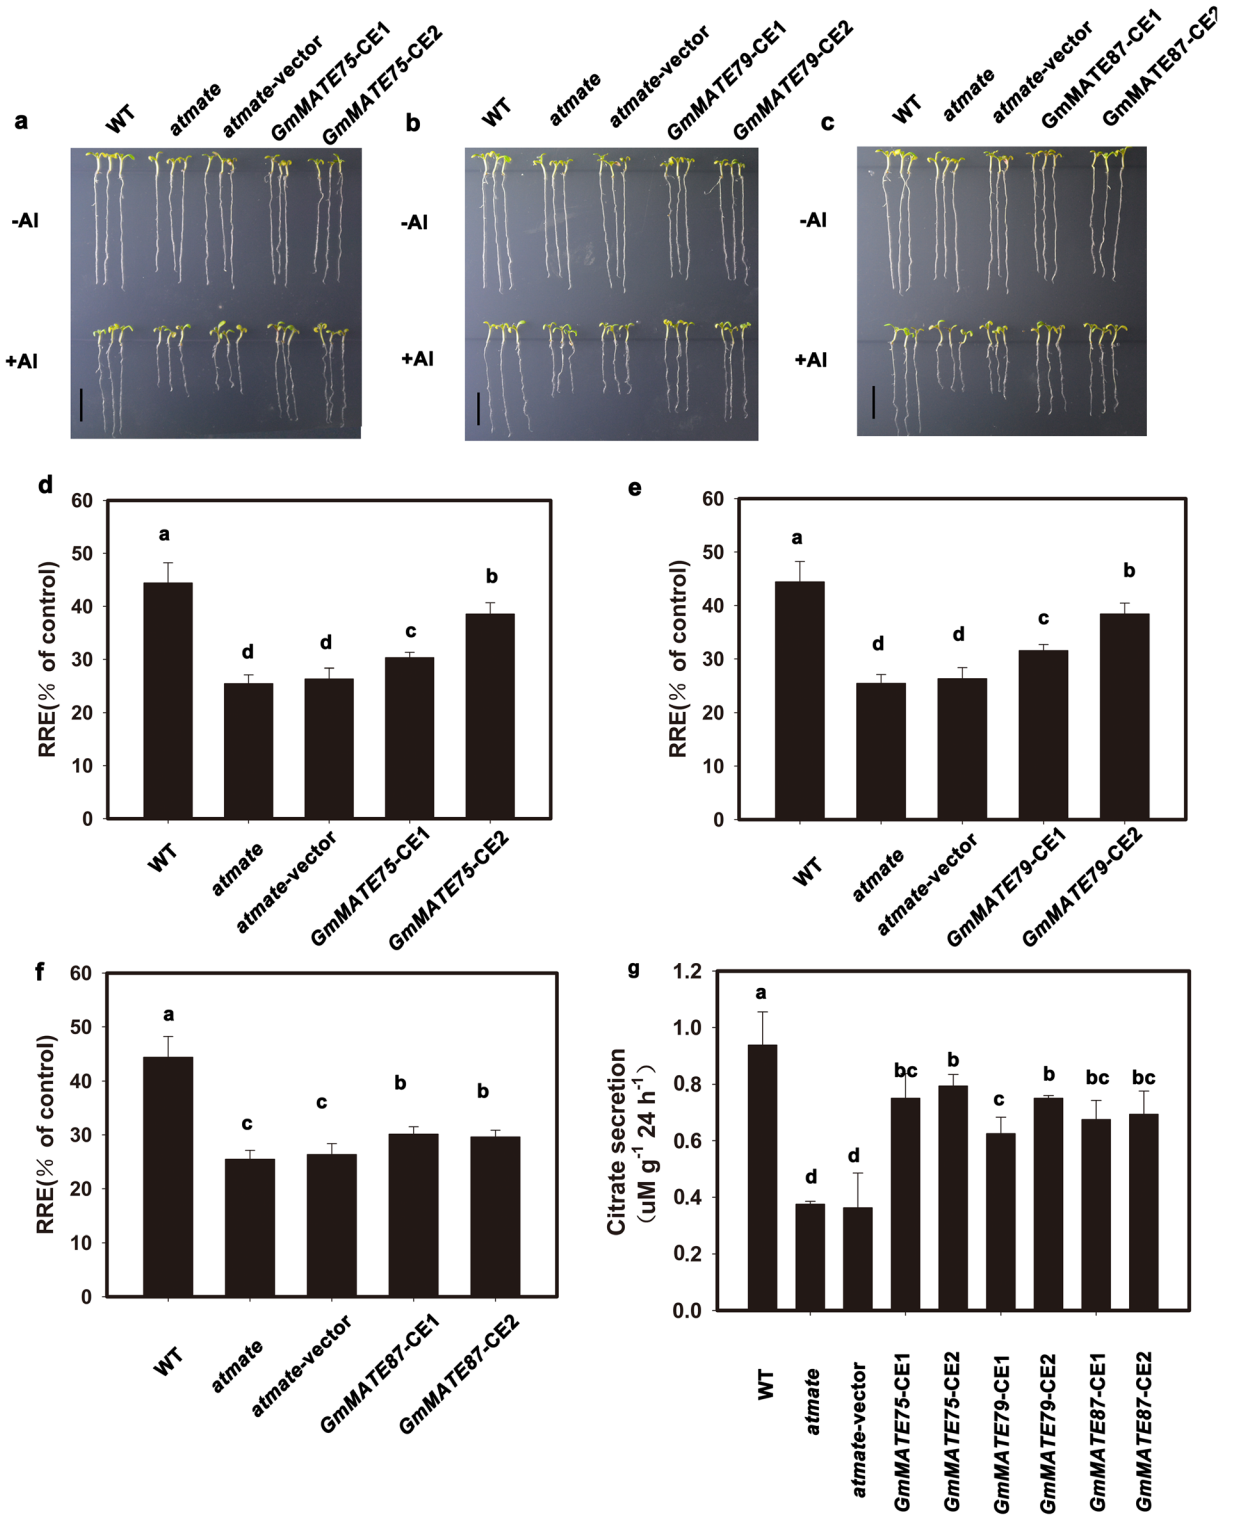 a
WT
atmate
atmate-vector
GmMATE75-CE1
GmMATE75-CE2
-Al
+Al
b
WT
atmate
atmate-vector
GmMATE79-CE1
GmMATE79-CE2
-Al
+Al
c
WT
atmate
atmate-vector
GmMATE87-CE1
GmMATE87-CE2
-Al
+Al
d
RRE(% of control)
60
50
40
30
20
10
0
a
d
d
c
b
WT
atmate
atmate-vector
GmMATE75-CE1
GmMATE75-CE2
e
RRE(% of control)
60
50
40
30
20
10
0
a
d
d
c
b
WT
atmate
atmate-vector
GmMATE79-CE1
GmMATE79-CE2
f
RRE(% of control)
60
50
40
30
20
10
0
a
c
c
b
b
WT
atmate
atmate-vector
GmMATE87-CE1
GmMATE87-CE2
g
Citrate secretion
(uM g⁻¹ 24 h⁻¹)
1.2
1.0
0.8
0.6
0.4
0.2
0.0
a
d
d
bc
b
c
b
bc
bc
WT
atmate
atmate-vector
GmMATE75-CE1
GmMATE75-CE2
GmMATE79-CE1
GmMATE79-CE2
GmMATE87-CE1
GmMATE87-CE2